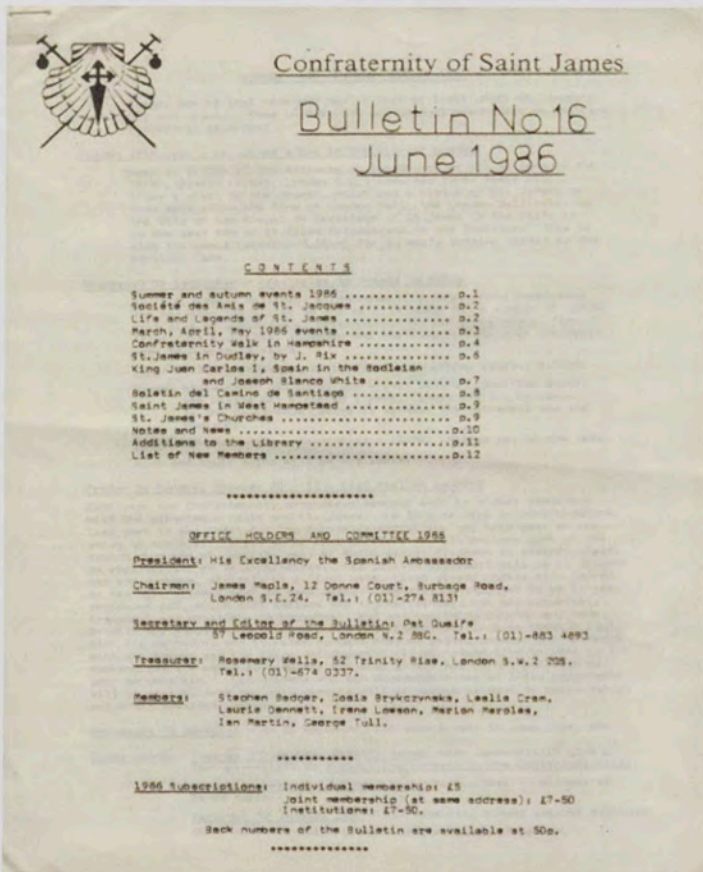 Confraternity of Saint James
Bulletin No.16
June 1986
CONTENTS
Summer and autumn events 1986 ............... p.1
Société des Amis de St. Jacques ............. p.2
Life and Legends of St. James ............... p.2
March, April, May 1986 events ............... p.3
Confraternity Walk in Hampshire ............. p.4
St.James in Dudley, by J. Rix ............... p.6
King Juan Carlos I, Spain in the Bodleian
and Joseph Blanco White ........... p.7
Boletin del Camino de Santiago .............. p.8
Saint James in West Hampstead ............... p.9
St. James's Churches ........................ p.9
Notes and News .............................. p.10
Additions to the Library .................... p.11
List of New Members ......................... p.12
*********************
OFFICE HOLDERS AND COMMITTEE 1986
President: His Excellency the Spanish Ambassador
Chairman: James Maple, 12 Donne Court, Burbage Road,
London S.E.24. Tel.: (01)-274 8131
Secretary and Editor of the Bulletin: Pat Quaife
57 Leopold Road, London N.2 8BG. Tel.: (01)-883 4893
Treasurer: Rosemary Wells, 52 Trinity Rise, London S.W.2 2QS.
Tel.: (01)-674 0337.
Members: Stephen Badger, Gosia Brykczynska, Leslie Cram,
Laurie Dennett, Irene Lawson, Marion Marples,
Ian Martin, George Tull.
***********
1986 Subscriptions: Individual membership: £5
Joint membership (at same address): £7-50
Institutions: £7-50.
Back numbers of the Bulletin are available at 50p.
**************